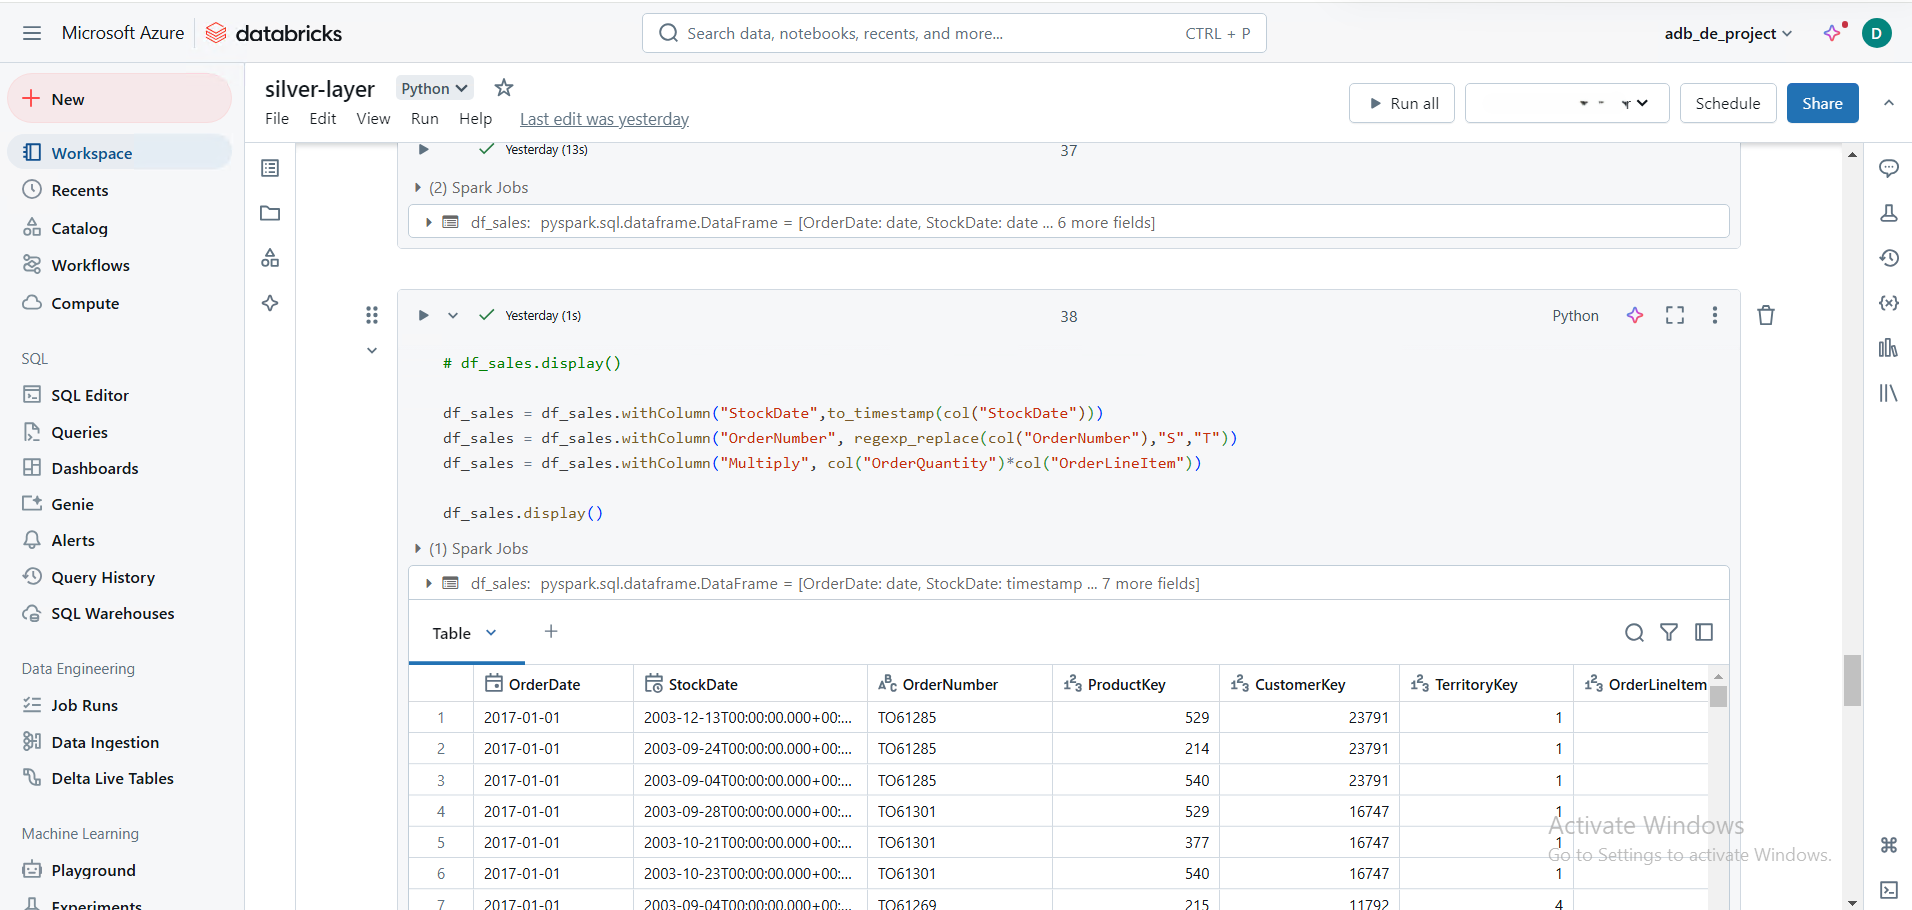 Microsoft Azure databricks
Search data, notebooks, recents, and more... CTRL + P
adb_de_project
D
New
Workspace
Recents
Catalog
Workflows
Compute
SQL
SQL Editor
Queries
Dashboards
Genie
Alerts
Query History
SQL Warehouses
Data Engineering
Job Runs
Data Ingestion
Delta Live Tables
Machine Learning
Playground
Experiments
silver-layer Python
File Edit View Run Help Last edit was yesterday
Run all Schedule Share
Yesterday (13s) 37
(2) Spark Jobs
df_sales: pyspark.sql.dataframe.DataFrame = [OrderDate: date, StockDate: date ... 6 more fields]
Yesterday (1s) 38 Python
# df_sales.display()
df_sales = df_sales.withColumn("StockDate",to_timestamp(col("StockDate")))
df_sales = df_sales.withColumn("OrderNumber", regexp_replace(col("OrderNumber"),"S","T"))
df_sales = df_sales.withColumn("Multiply", col("OrderQuantity")*col("OrderLineItem"))
df_sales.display()
(1) Spark Jobs
df_sales: pyspark.sql.dataframe.DataFrame = [OrderDate: date, StockDate: timestamp ... 7 more fields]
Table
OrderDate StockDate OrderNumber ProductKey CustomerKey TerritoryKey OrderLineItem
1 2017-01-01 2003-12-13T00:00:00.000+00:... TO61285 529 23791 1
2 2017-01-01 2003-09-24T00:00:00.000+00:... TO61285 214 23791 1
3 2017-01-01 2003-09-04T00:00:00.000+00:... TO61285 540 23791 1
4 2017-01-01 2003-09-28T00:00:00.000+00:... TO61301 529 16747 1
5 2017-01-01 2003-10-21T00:00:00.000+00:... TO61301 377 16747 1
6 2017-01-01 2003-10-23T00:00:00.000+00:... TO61301 540 16747 1
7 2017-01-01 2003-09-04T00:00:00.000+00:... TO61269 215 11792 4
Activate Windows
Go to Settings to activate Windows.